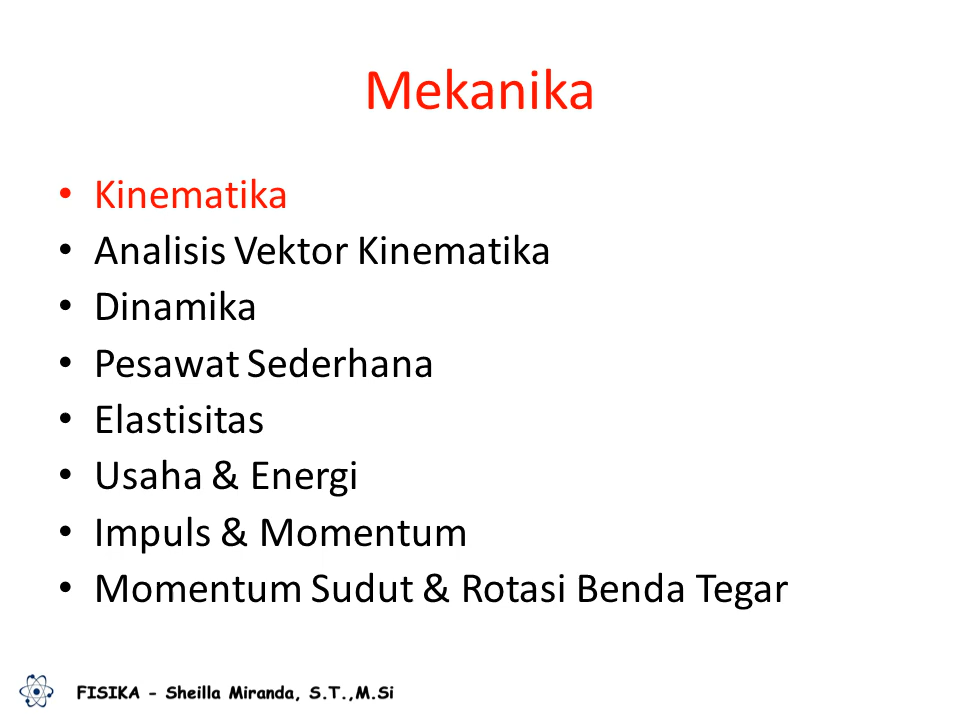 Mekanika
• Kinematika
• Analisis Vektor Kinematika
• Dinamika
• Pesawat Sederhana
• Elastisitas
• Usaha & Energi
• Impuls & Momentum
• Momentum Sudut & Rotasi Benda Tegar
FISIKA - Sheilla Miranda, S.T.,M.Si